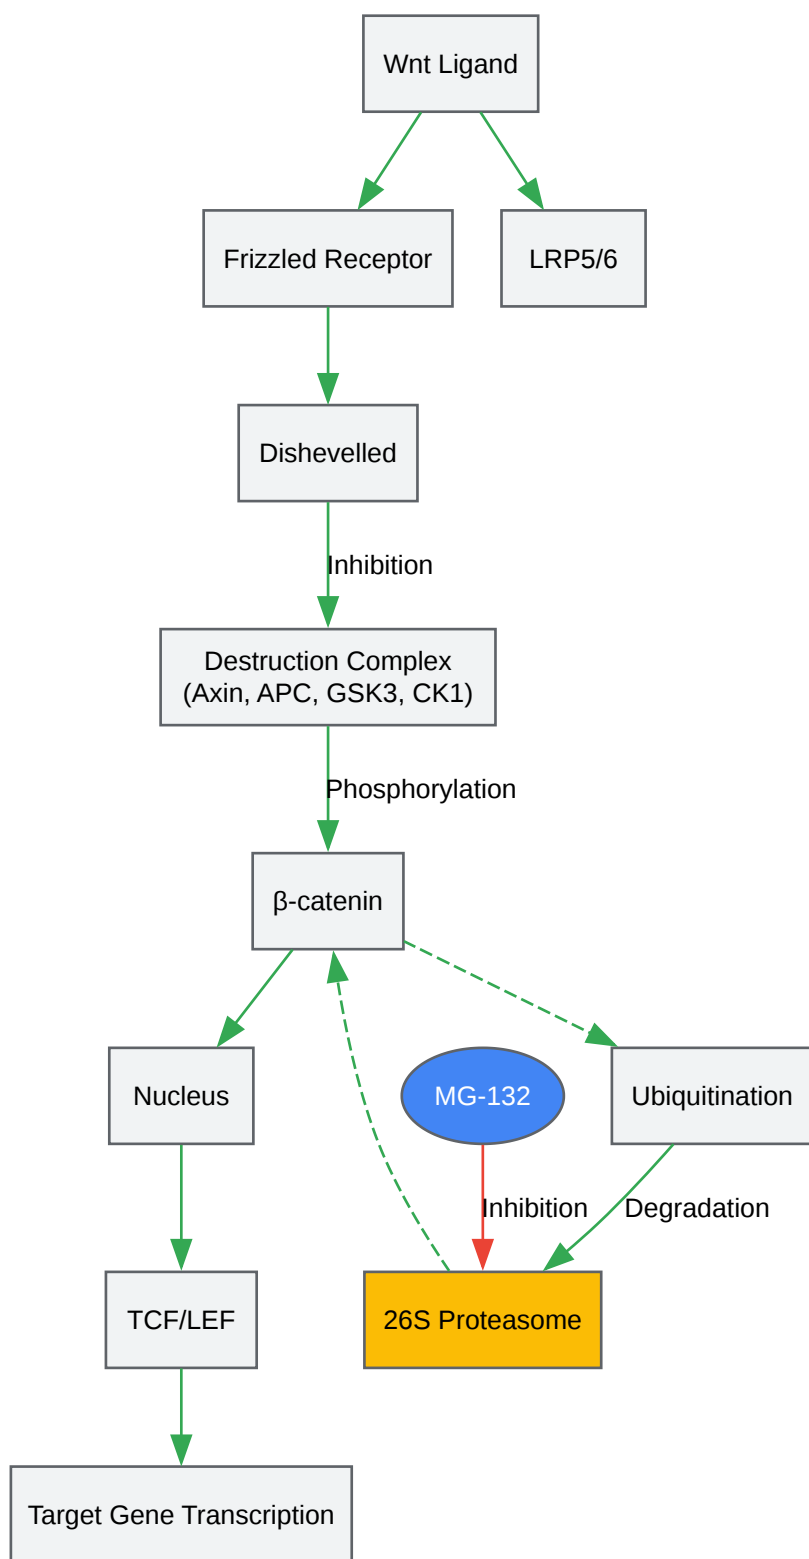 Wnt Ligand
Frizzled Receptor
LRP5/6
Dishevelled
Inhibition
Destruction Complex
(Axin, APC, GSK3, CK1)
Phosphorylation
β-catenin
Nucleus
MG-132
Ubiquitination
Inhibition
Degradation
TCF/LEF
26S Proteasome
Target Gene Transcription